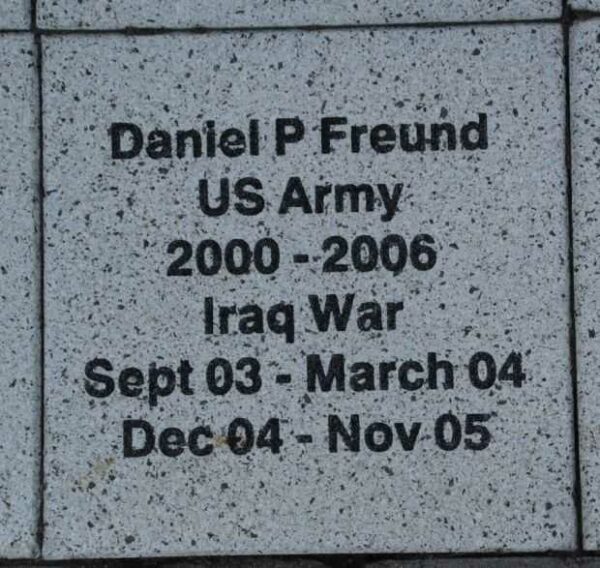 Daniel P Freund
US Army
2000 - 2006
Iraq War
Sept 03 - March 04
Dec 04 - Nov 05